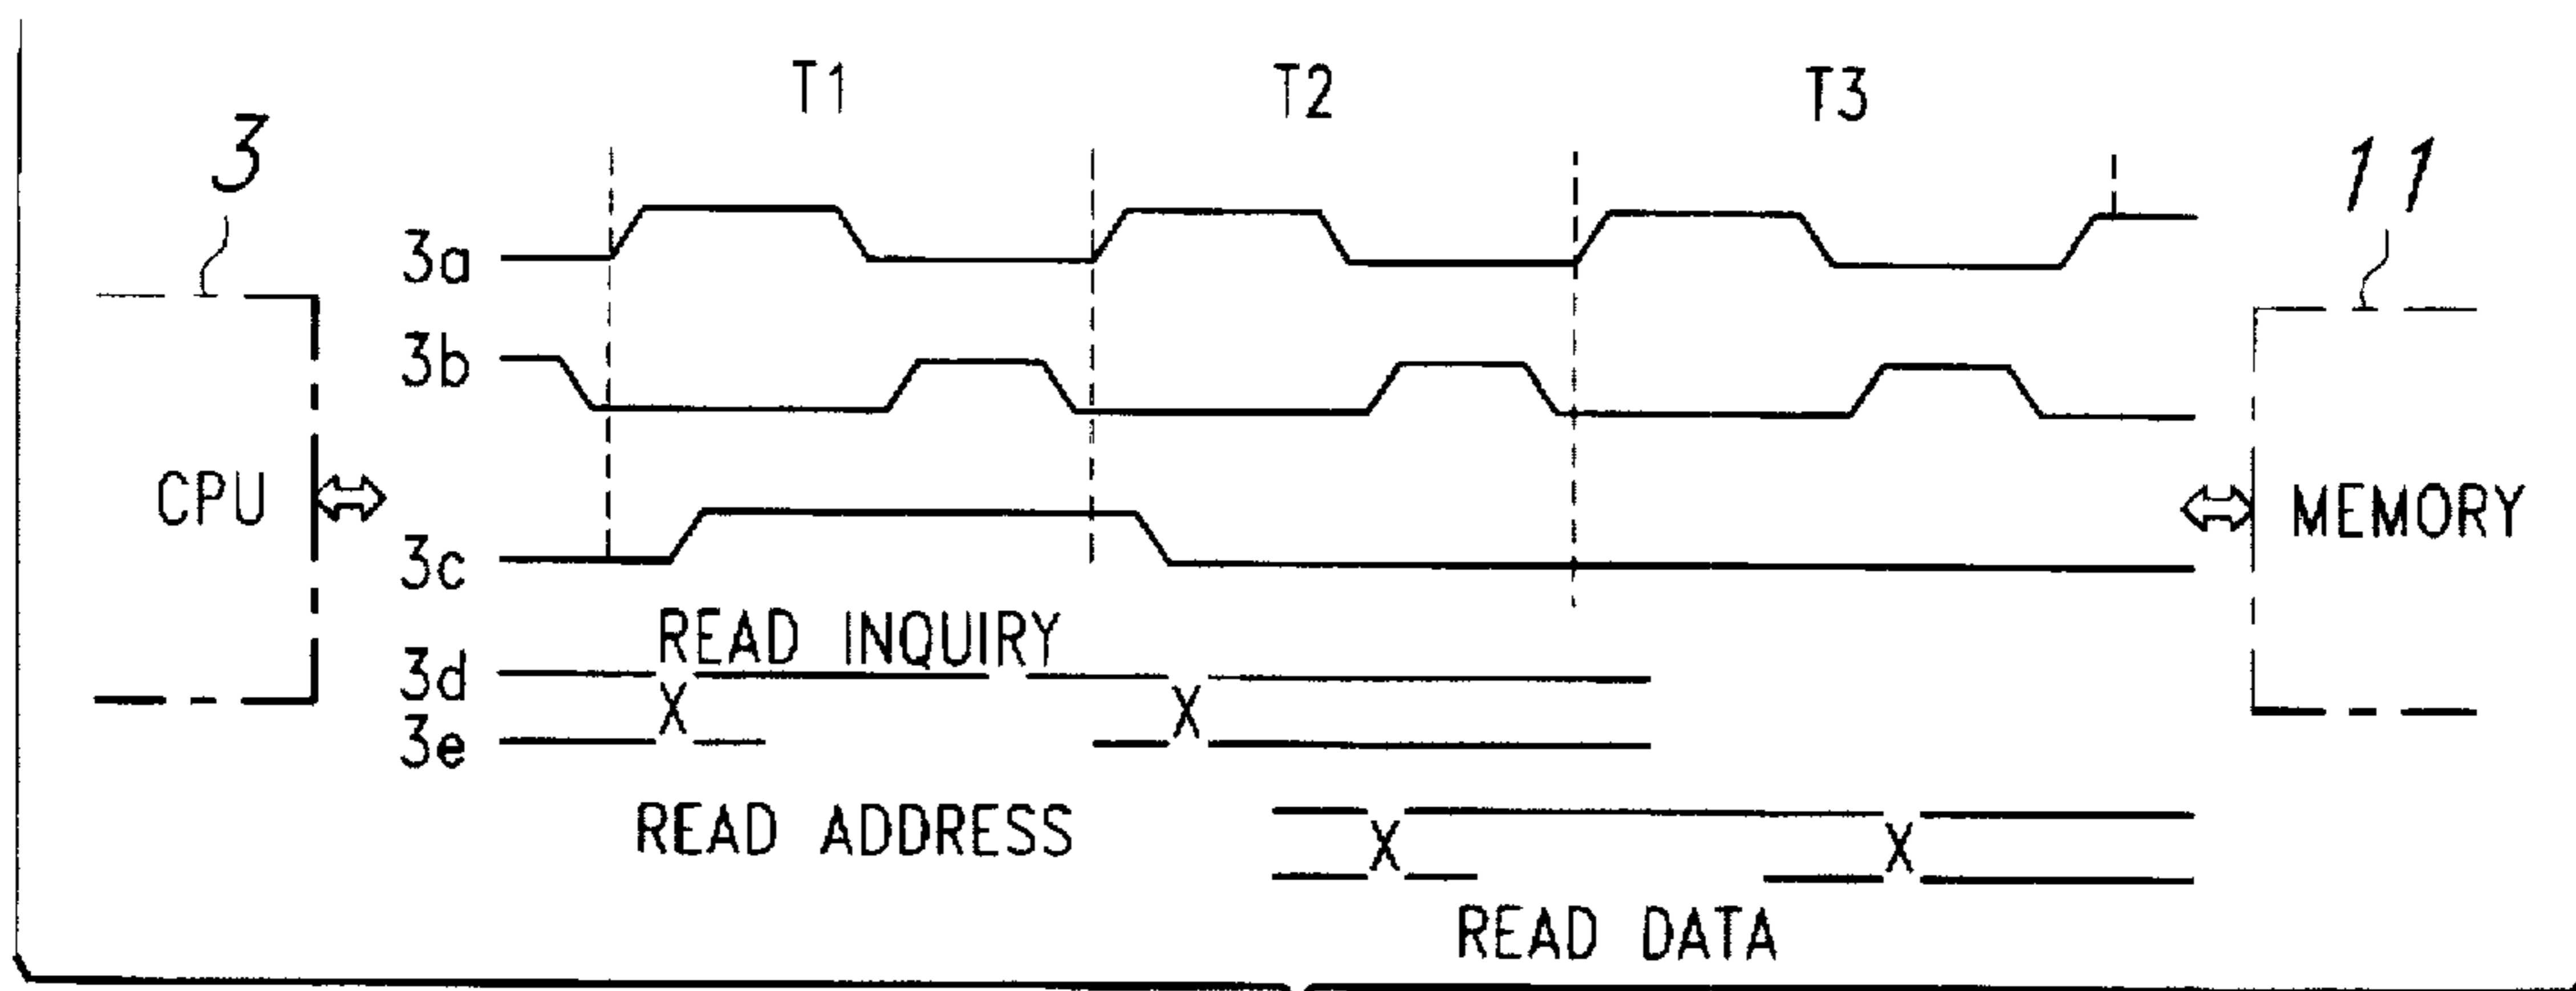 T1 T2 T3
3 11
3a
3b
CPU MEMORY
3c
READ INQUIRY
3d
X X
3e
READ ADDRESS
X X
READ DATA